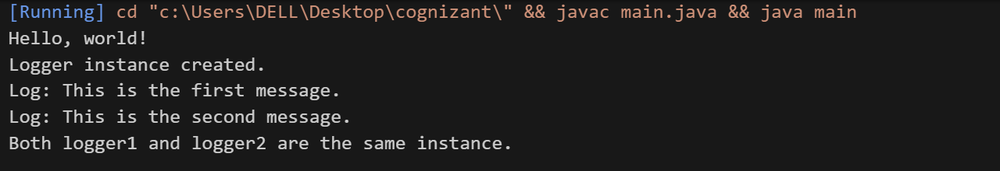 [Running] cd "c:\Users\DELL\Desktop\cognizant\" && javac main.java && java main
Hello, world!
Logger instance created.
Log: This is the first message.
Log: This is the second message.
Both logger1 and logger2 are the same instance.